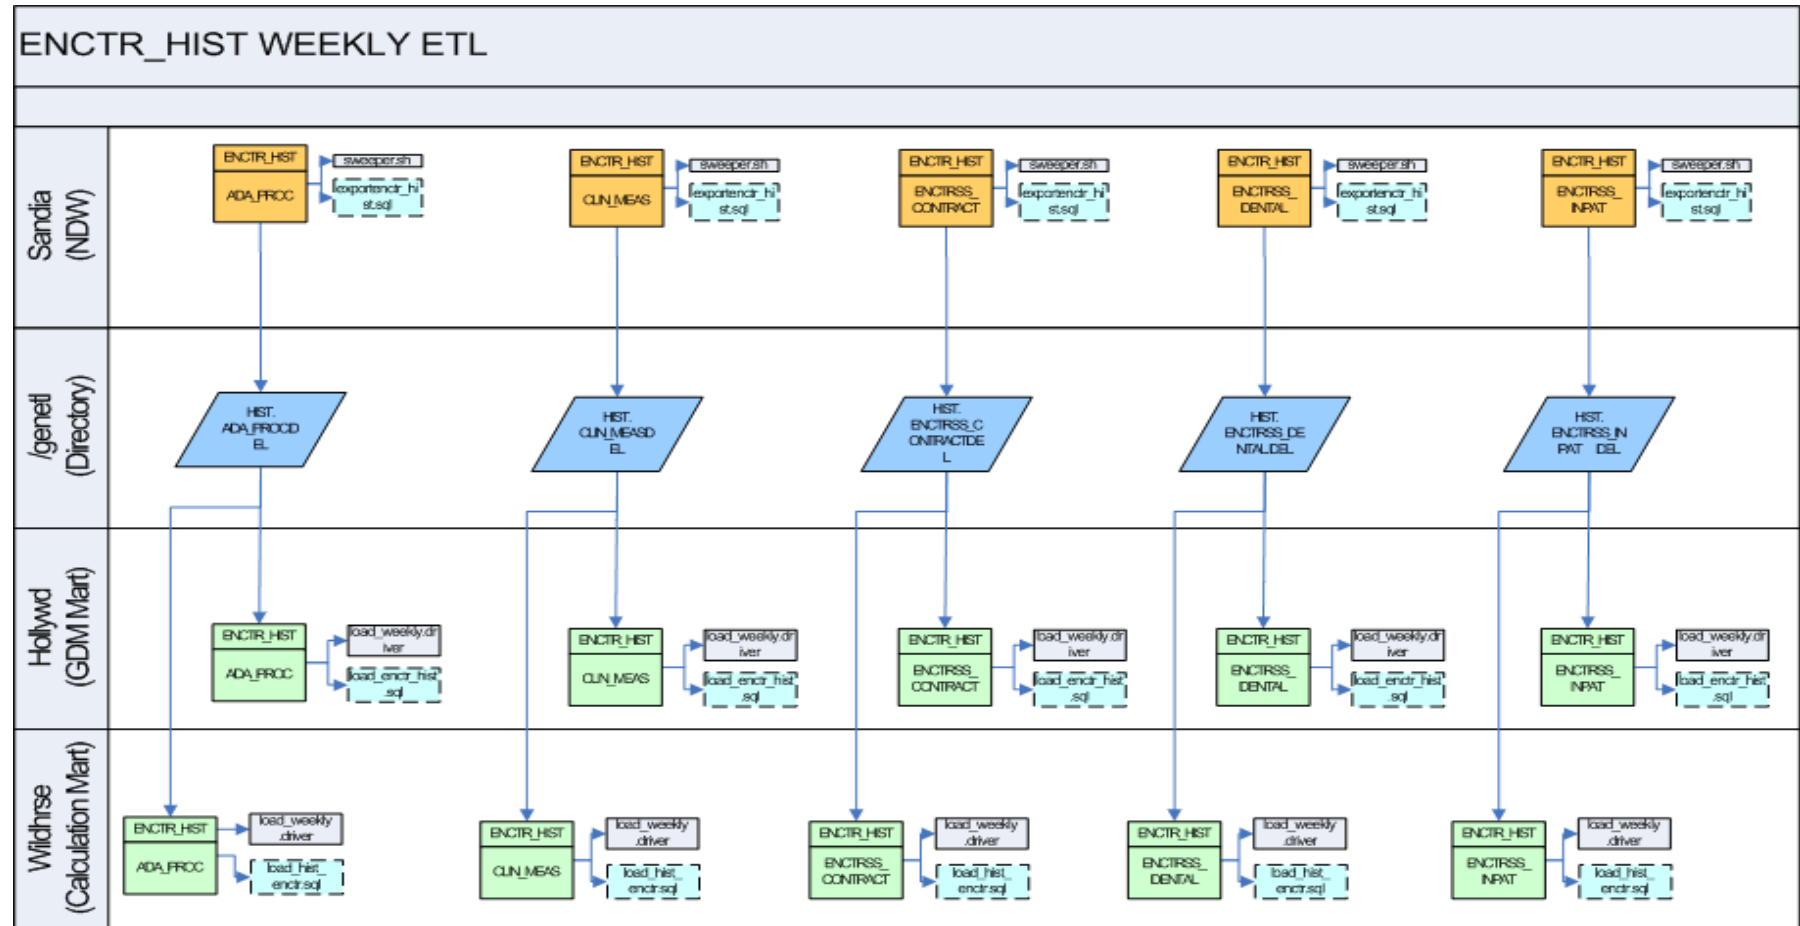 ENCTR_HIST WEEKLY ETL
Sandia
(NDW)
ENCTR_HIST
ADA_PROC
sweeper.sh
exportenctr_hi
st.sql
ENCTR_HIST
CLIN_MEAS
sweeper.sh
exportenctr_hi
st.sql
ENCTR_HIST
ENCTRSS_
CONTRACT
sweeper.sh
exportenctr_hi
st.sql
ENCTR_HIST
ENCTRSS_
DENTAL
sweeper.sh
exportenctr_hi
st.sql
ENCTR_HIST
ENCTRSS_
INPAT
sweeper.sh
exportenctr_hi
st.sql
/genetl
(Directory)
HIST.
ADA_PROC.D
EL
HIST.
CLIN_MEAS.D
EL
HIST.
ENCTRSS_C
ONTRACT.DE
L
HIST.
ENCTRSS_DE
NTAL.DEL
HIST.
ENCTRSS_IN
PAT DEL
Hollywd
(GDM Mart)
ENCTR_HIST
ADA_PROC
load_weekly.dr
iver
load_enctr_hist
.sql
ENCTR_HIST
CLIN_MEAS
load_weekly.dr
iver
load_enctr_hist
.sql
ENCTR_HIST
ENCTRSS_
CONTRACT
load_weekly.dr
iver
load_enctr_hist
.sql
ENCTR_HIST
ENCTRSS_
DENTAL
load_weekly.dr
iver
load_enctr_hist
.sql
ENCTR_HIST
ENCTRSS_
INPAT
load_weekly.dr
iver
load_enctr_hist
.sql
Wildhrse
(Calculation Mart)
ENCTR_HIST
ADA_PROC
load_weekly
.driver
load_hist_
enctr.sql
ENCTR_HIST
CLIN_MEAS
load_weekly
.driver
load_hist_
enctr.sql
ENCTR_HIST
ENCTRSS_
CONTRACT
load_weekly
.driver
load_hist_
enctr.sql
ENCTR_HIST
ENCTRSS_
DENTAL
load_weekly
.driver
load_hist_
enctr.sql
ENCTR_HIST
ENCTRSS_
INPAT
load_weekly
.driver
load_hist_
enctr.sql